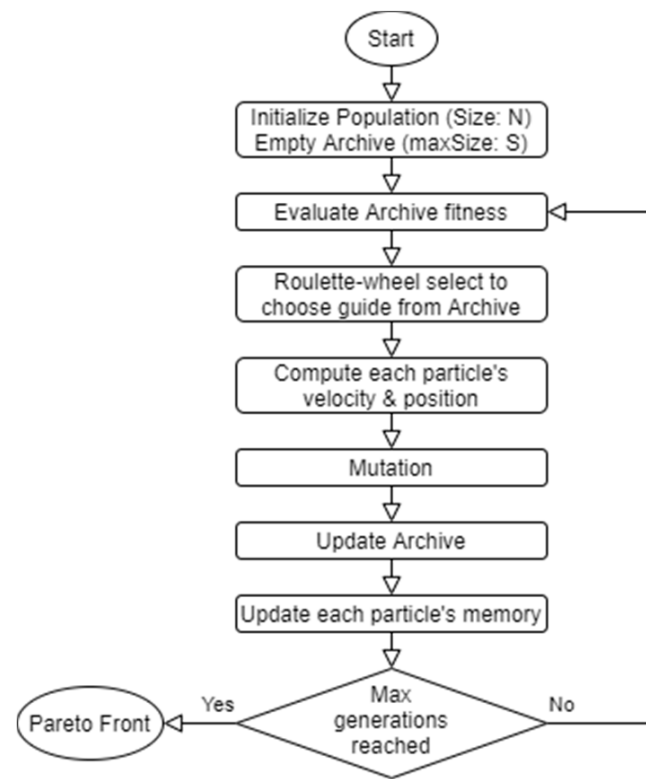 Start
Initialize Population (Size: N)
Empty Archive (maxSize: S)
Evaluate Archive fitness
Roulette-wheel select to
choose guide from Archive
Compute each particle's
velocity & position
Mutation
Update Archive
Update each particle's memory
Max
generations
reached
Yes
No
Pareto Front